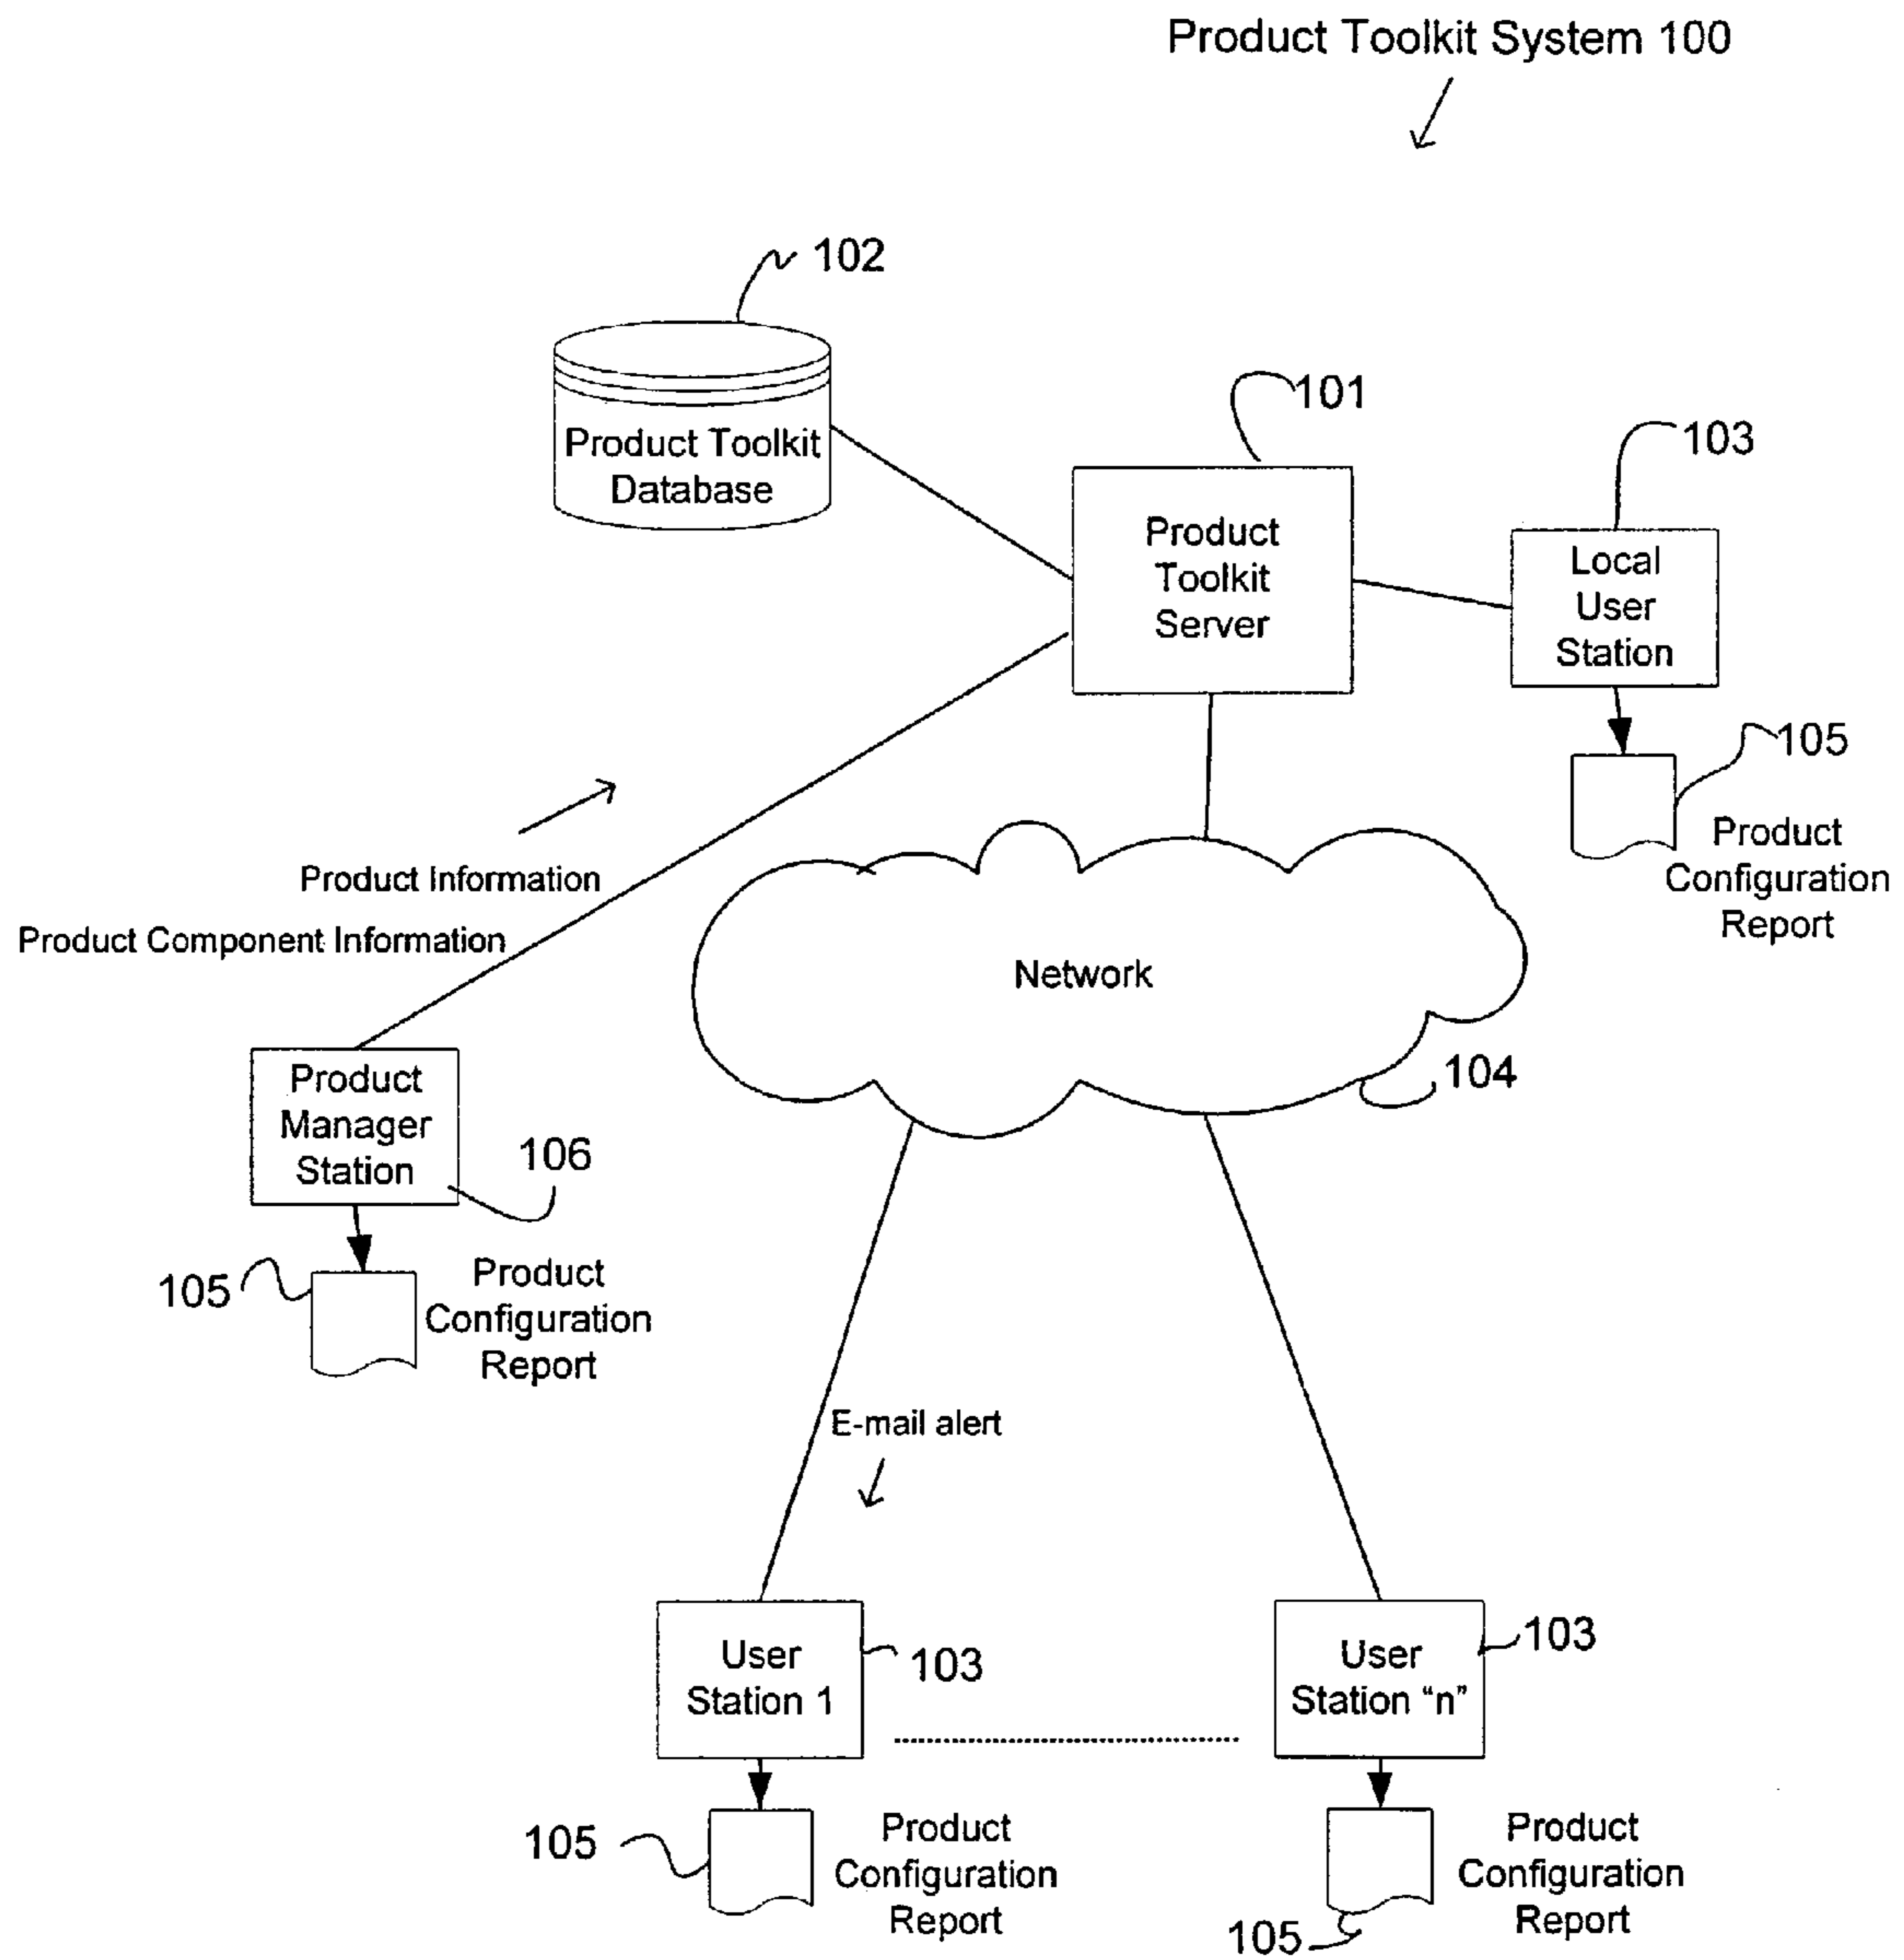 Product Toolkit System 100
102
Product Toolkit
Database
101
Product
Toolkit
Server
103
Local
User
Station
105
Product
Configuration
Report
Product Information
Product Component Information
Network
104
Product
Manager
Station
106
105
Product
Configuration
Report
E-mail alert
User
Station 1
103
User
Station “n”
103
105
Product
Configuration
Report
Product
Configuration
Report
105